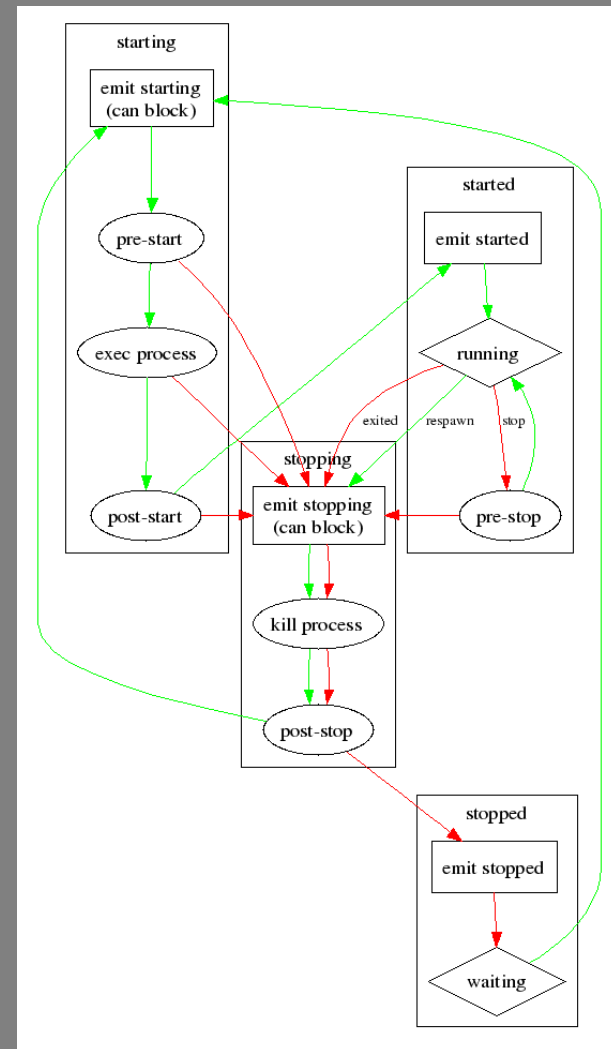 starting
emit starting
(can block)
pre-start
exec process
post-start
started
emit started
running
exited
respawn
stop
pre-stop
stopping
emit stopping
(can block)
kill process
post-stop
stopped
emit stopped
waiting